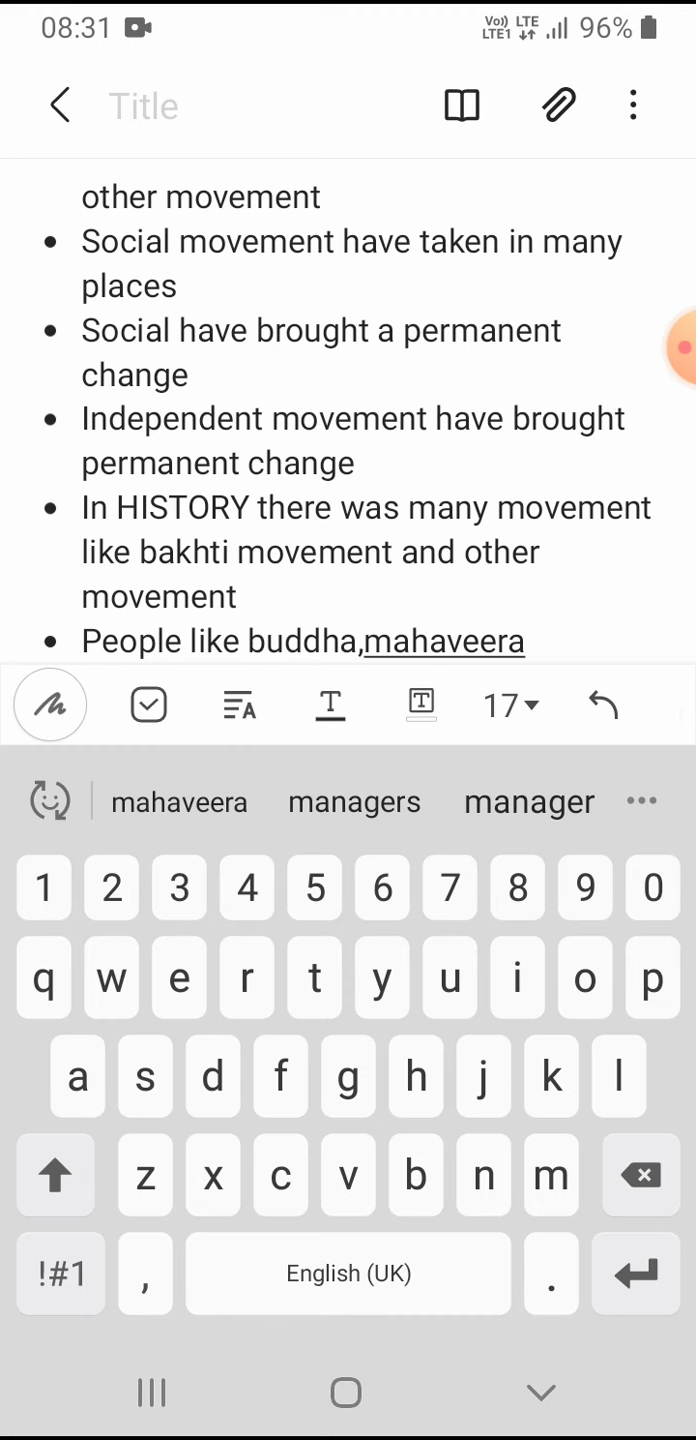 08:31 Vo)) LTE LTE1 96%
Title
other movement
• Social movement have taken in many
places
• Social have brought a permanent
change
• Independent movement have brought
permanent change
• In HISTORY there was many movement
like bakhti movement and other
movement
• People like buddha,mahaveera
T T 17
mahaveera managers manager •••
1 2 3 4 5 6 7 8 9 0
q w e r t y u i o p
a s d f g h j k l
z x c v b n m
!#1 , English (UK) .